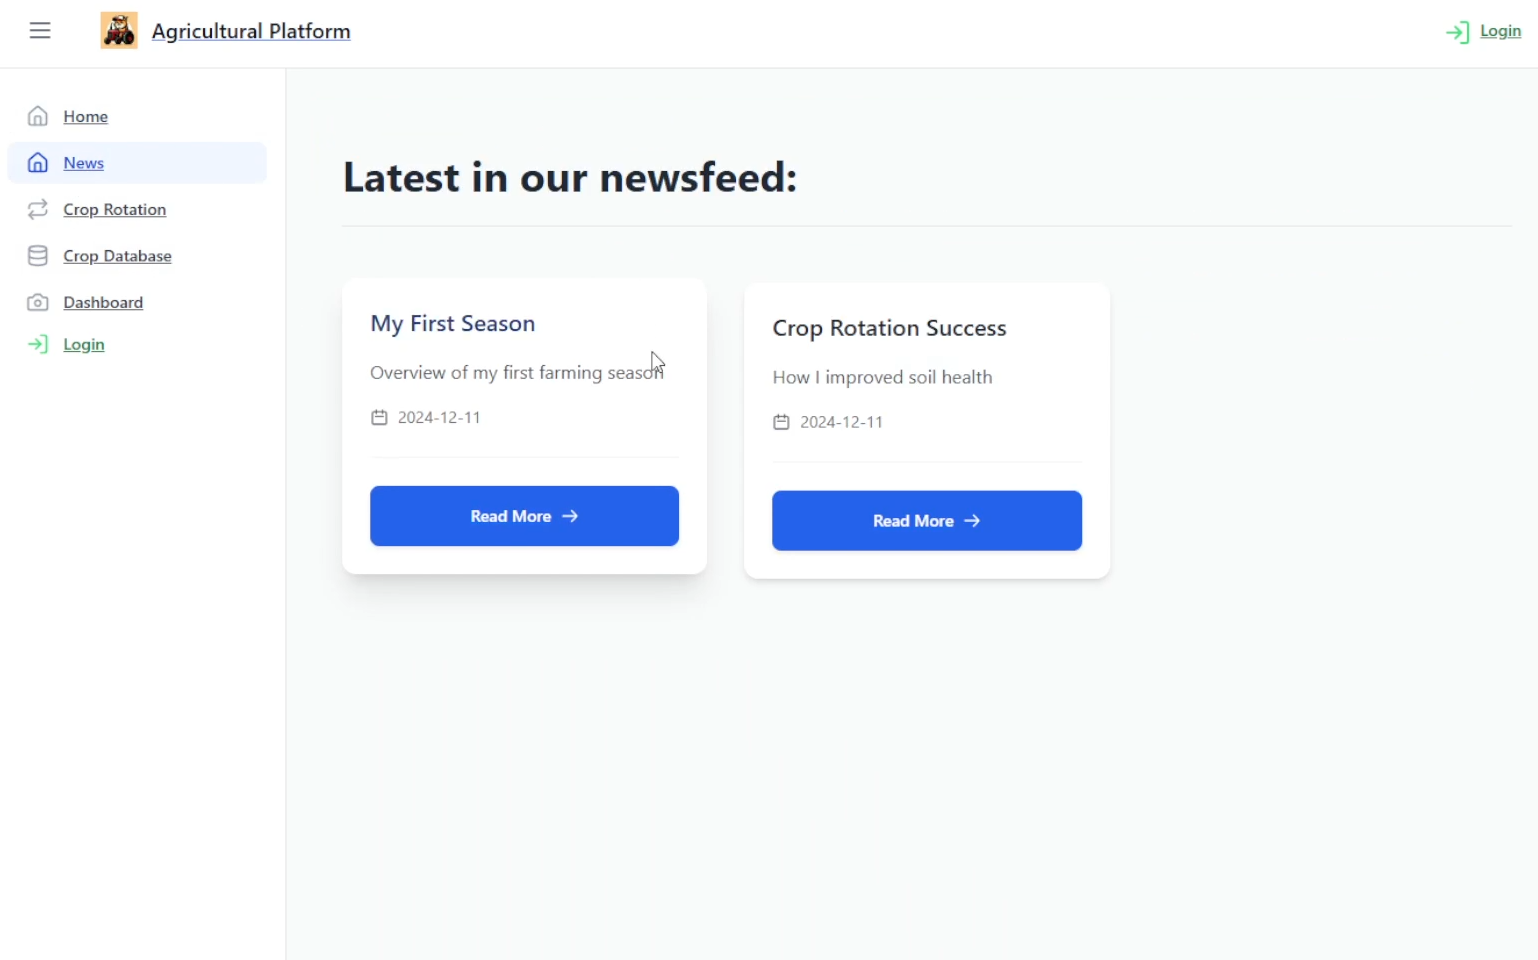 Agricultural Platform
Login
Home
News
Crop Rotation
Crop Database
Dashboard
Login
Latest in our newsfeed:
My First Season
Overview of my first farming season
2024-12-11
Read More →
Crop Rotation Success
How I improved soil health
2024-12-11
Read More →